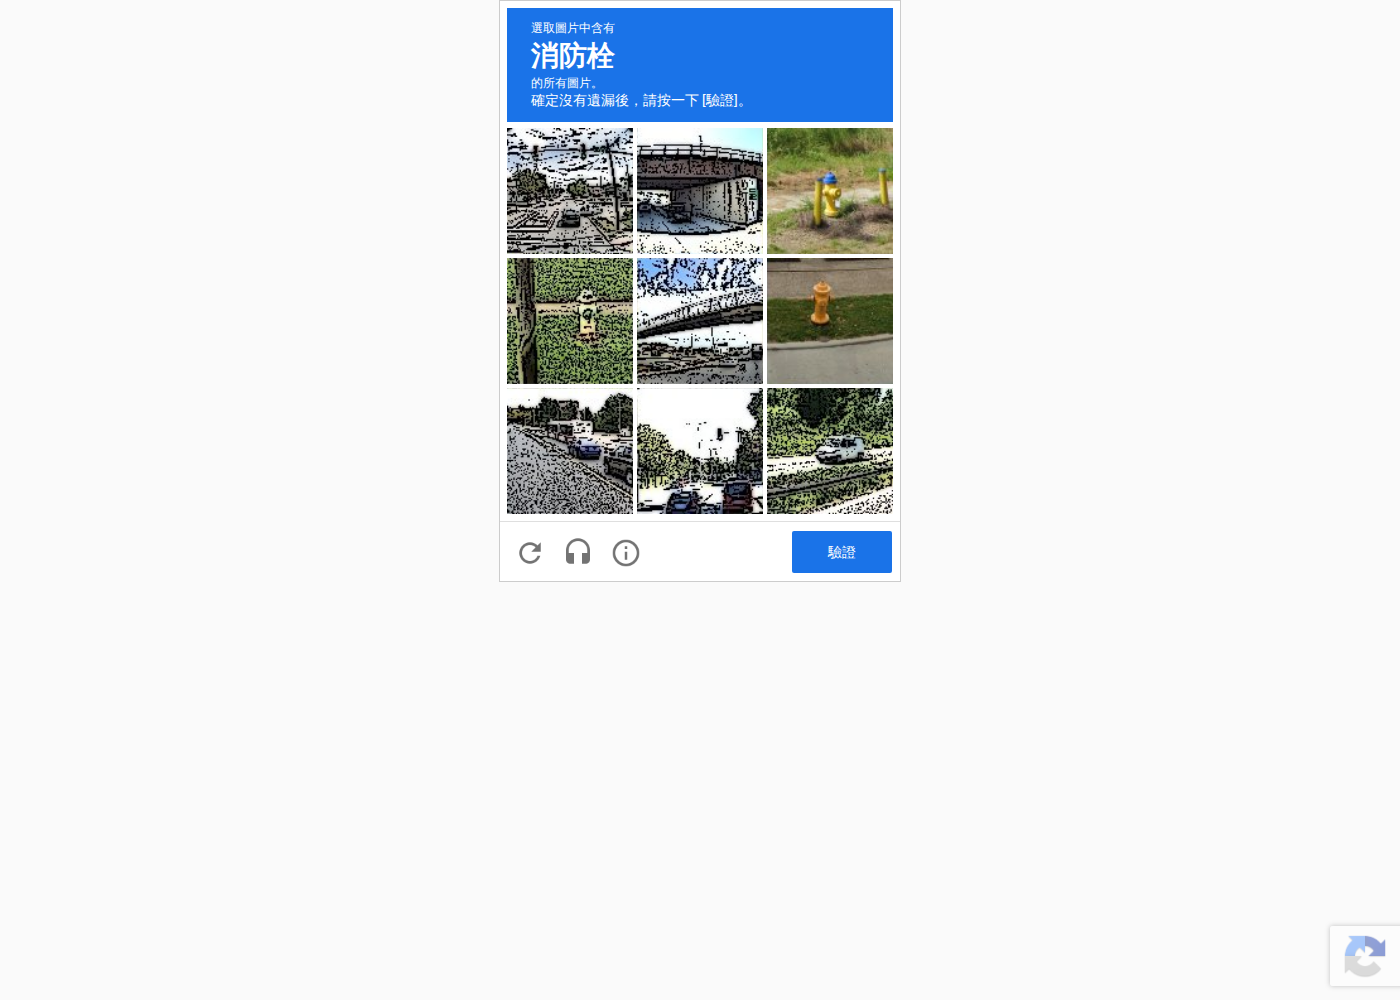 選取圖片中含有
消防栓
的所有圖片。
確定沒有遺漏後，請按一下 [驗證]。
驗證